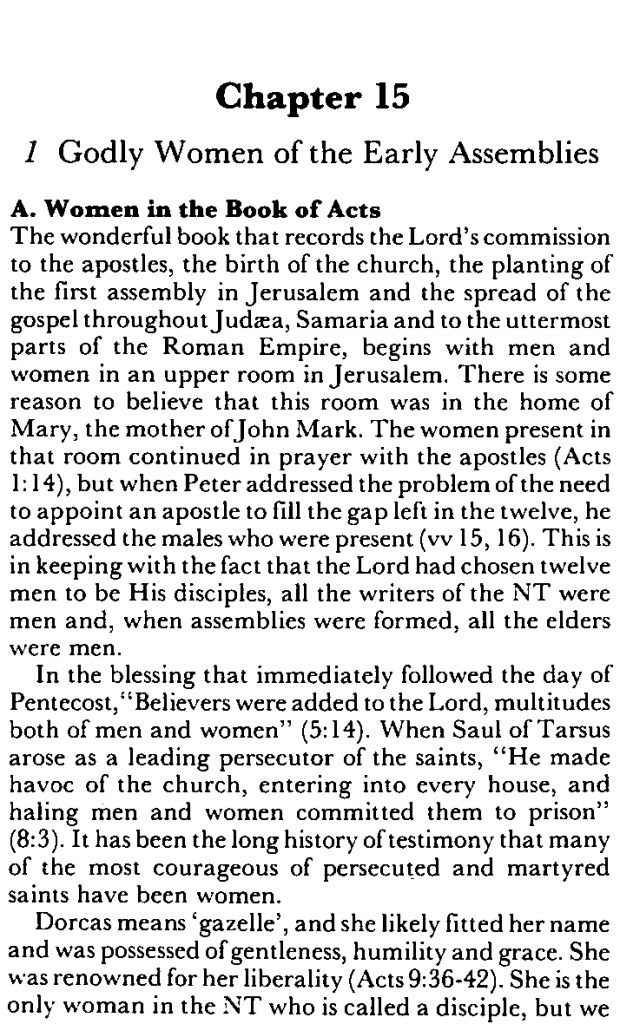 Chapter 15
1 Godly Women of the Early Assemblies
A. Women in the Book of Acts
The wonderful book that records the Lord's commission
to the apostles, the birth of the church, the planting of
the first assembly in Jerusalem and the spread of the
gospel throughout Judæa, Samaria and to the uttermost
parts of the Roman Empire, begins with men and
women in an upper room in Jerusalem. There is some
reason to believe that this room was in the home of
Mary, the mother of John Mark. The women present in
that room continued in prayer with the apostles (Acts
1:14), but when Peter addressed the problem of the need
to appoint an apostle to fill the gap left in the twelve, he
addressed the males who were present (vv 15, 16). This is
in keeping with the fact that the Lord had chosen twelve
men to be His disciples, all the writers of the NT were
men and, when assemblies were formed, all the elders
were men.
In the blessing that immediately followed the day of
Pentecost, "Believers were added to the Lord, multitudes
both of men and women" (5:14). When Saul of Tarsus
arose as a leading persecutor of the saints, "He made
havoc of the church, entering into every house, and
haling men and women committed them to prison"
(8:3). It has been the long history of testimony that many
of the most courageous of persecuted and martyred
saints have been women.
Dorcas means 'gazelle', and she likely fitted her name
and was possessed of gentleness, humility and grace. She
was renowned for her liberality (Acts 9:36-42). She is the
only woman in the NT who is called a disciple, but we